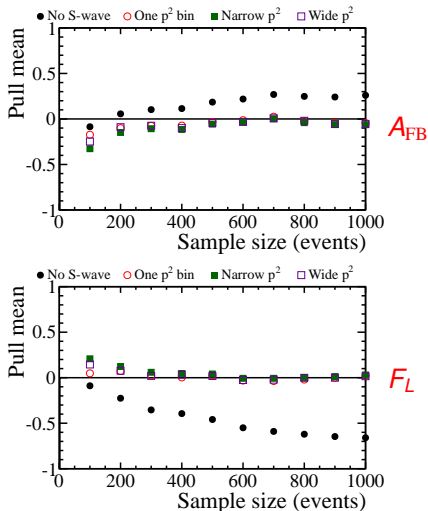 No S-wave One p² bin Narrow p² Wide p²
Pull mean
1
0.5
0
-0.5
-1
0 200 400 600 800 1000
Sample size (events)
A_FB
No S-wave One p² bin Narrow p² Wide p²
Pull mean
1
0.5
0
-0.5
-1
0 200 400 600 800 1000
Sample size (events)
F_L